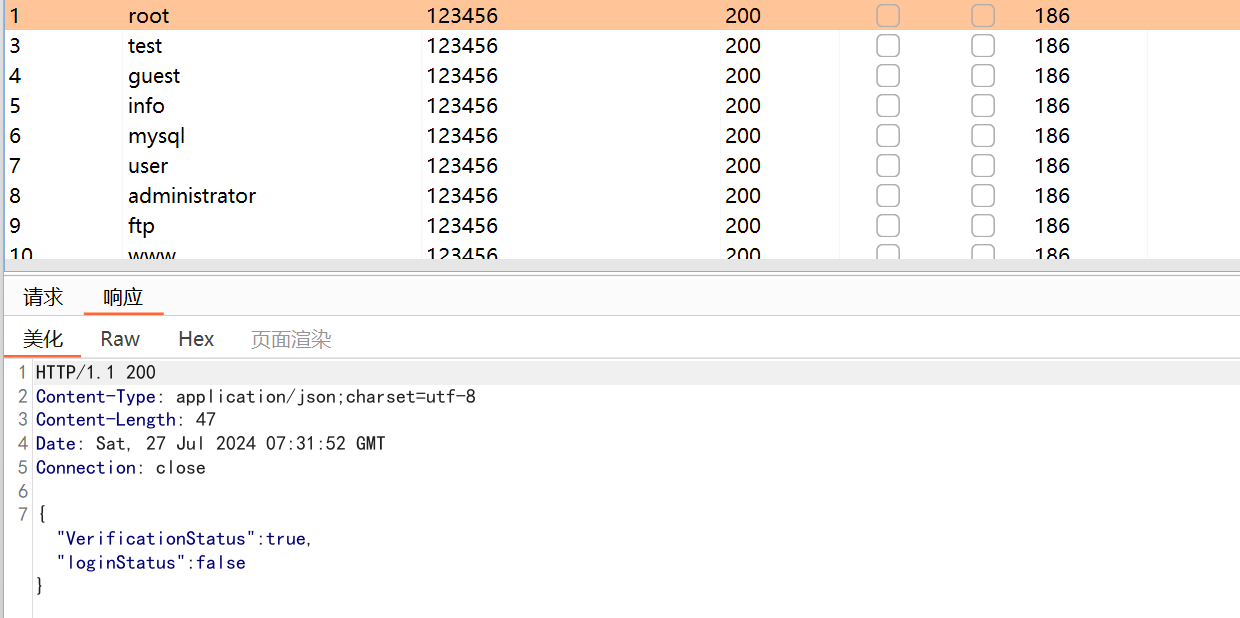 1 root 123456 200 186
3 test 123456 200 186
4 guest 123456 200 186
5 info 123456 200 186
6 mysql 123456 200 186
7 user 123456 200 186
8 administrator 123456 200 186
9 ftp 123456 200 186
10 www 123456 200 186
请求 响应
美化 Raw Hex 页面渲染
1 HTTP/1.1 200
2 Content-Type: application/json;charset=utf-8
3 Content-Length: 47
4 Date: Sat, 27 Jul 2024 07:31:52 GMT
5 Connection: close
6
7 {
"VerificationStatus":true,
"loginStatus":false
}